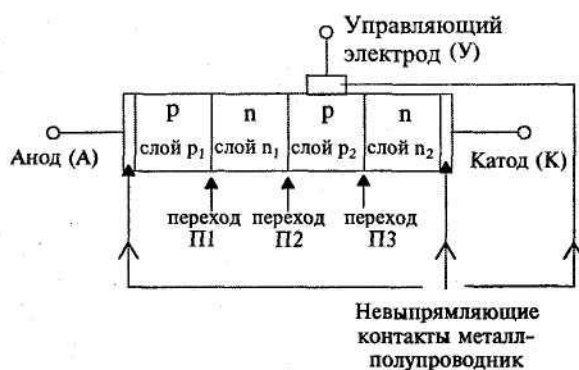 Управляющий
электрод (У)
p n p n
слой p₁ слой n₁ слой p₂ слой n₂
Анод (А)
Катод (К)
переход переход переход
П1 П2 П3
Невыпрямляющие
контакты металл-
полупроводник